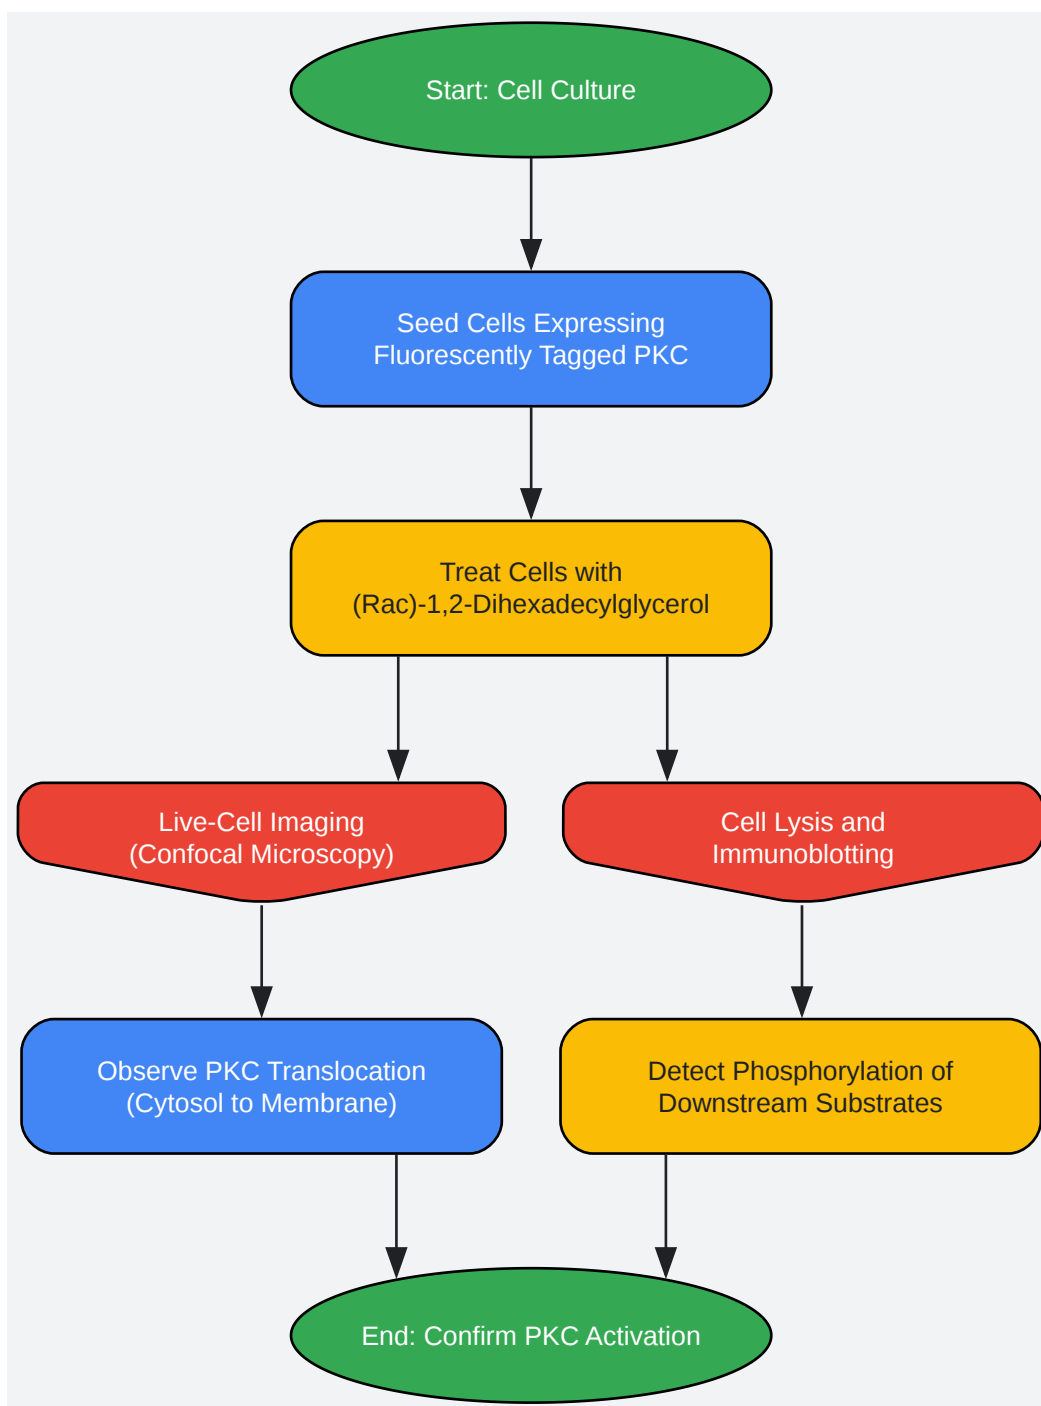 Start: Cell Culture
Seed Cells Expressing
Fluorescently Tagged PKC
Treat Cells with
(Rac)-1,2-Dihexadecylglycerol
Live-Cell Imaging
(Confocal Microscopy)
Cell Lysis and
Immunoblotting
Observe PKC Translocation
(Cytosol to Membrane)
Detect Phosphorylation of
Downstream Substrates
End: Confirm PKC Activation